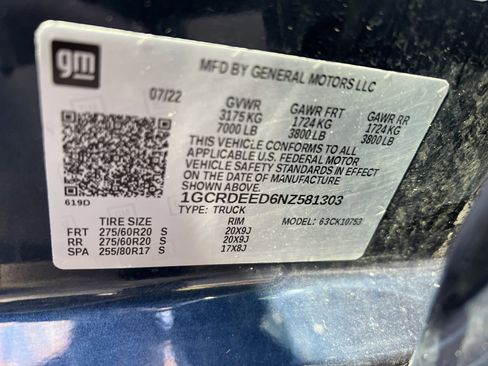 gm
MFD BY GENERAL MOTORS LLC
07/22 GVWR GAWR FRT GAWR RR
3175 KG 1724 KG 1724 KG
7000 LB 3800 LB 3800 LB
THIS VEHICLE CONFORMS TO ALL
APPLICABLE U.S. FEDERAL MOTOR
VEHICLE SAFETY STANDARDS IN
EFFECT ON THE DATE OF
MANUFACTURE SHOWN ABOVE.
619D
1GCRDEED6NZ581303
TYPE: TRUCK MODEL: 63CK10753
TIRE SIZE RIM
FRT 275/60R20 S 20X9J
RR 275/60R20 S 20X9J
SPA 255/80R17 S 17X8J